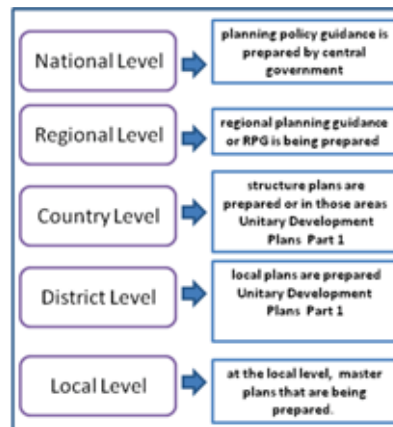 National Level
planning policy guidance is
prepared by central
government
Regional Level
regional planning guidance
or RPG is being prepared
Country Level
structure plans are
prepared or in those areas
Unitary Development
Plans Part 1
District Level
local plans are prepared
Unitary Development
Plans Part 1
Local Level
at the local level, master
plans that are being
prepared.